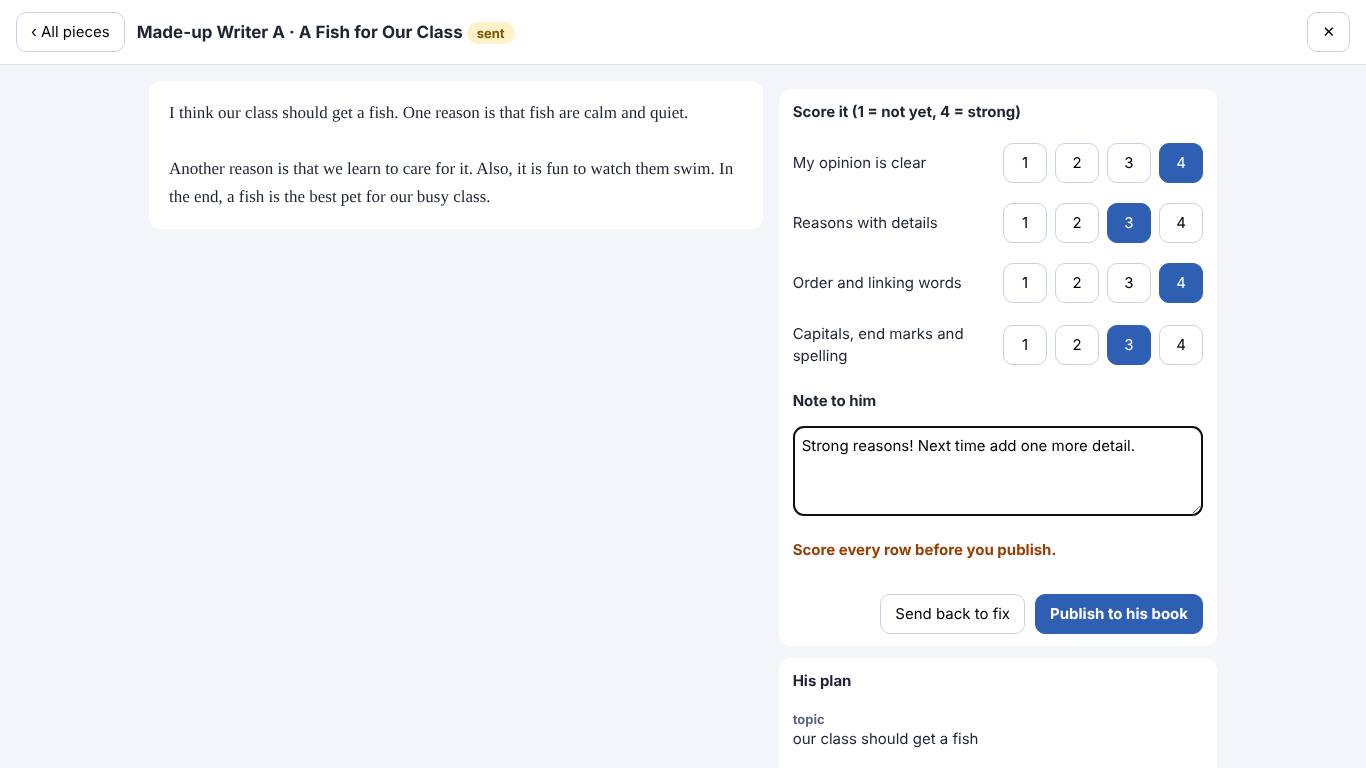 ‹ All pieces
Made-up Writer A · A Fish for Our Class
sent
✕
I think our class should get a fish. One reason is that fish are calm and quiet.
Another reason is that we learn to care for it. Also, it is fun to watch them swim. In
the end, a fish is the best pet for our busy class.
Score it (1 = not yet, 4 = strong)
My opinion is clear 1 2 3 4
Reasons with details 1 2 3 4
Order and linking words 1 2 3 4
Capitals, end marks and
spelling 1 2 3 4
Note to him
Strong reasons! Next time add one more detail.
Score every row before you publish.
Send back to fix
Publish to his book
His plan
topic
our class should get a fish